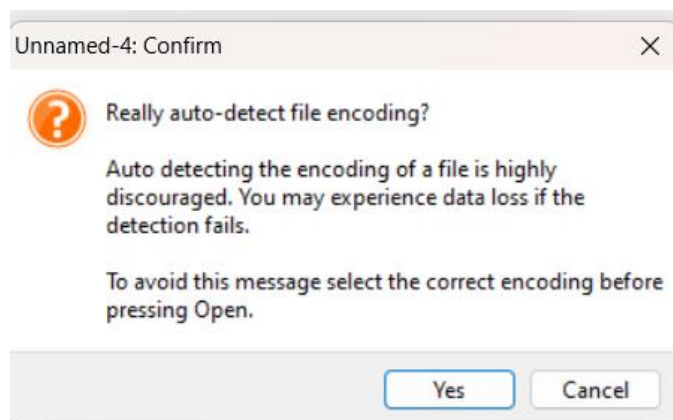 Unnamed-4: Confirm
Really auto-detect file encoding?
Auto detecting the encoding of a file is highly
discouraged. You may experience data loss if the
detection fails.
To avoid this message select the correct encoding before
pressing Open.
Yes Cancel